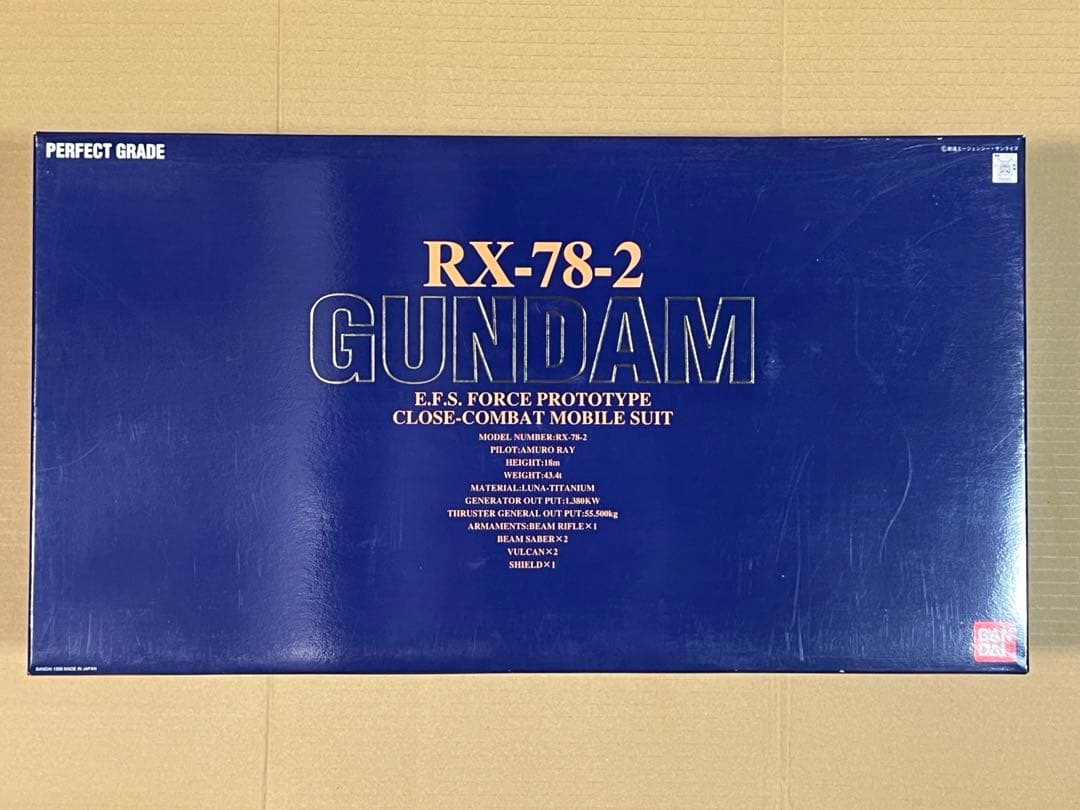 PERFECT GRADE
©創通エージェンシー・サンライズ
RX-78-2
GUNDAM
E.F.S. FORCE PROTOTYPE
CLOSE-COMBAT MOBILE SUIT
MODEL NUMBER:RX-78-2
PILOT:AMURO RAY
HEIGHT:18m
WEIGHT:43.4t
MATERIAL:LUNA-TITANIUM
GENERATOR OUT PUT:1.380KW
THRUSTER GENERAL OUT PUT:55.500kg
ARMAMENTS:BEAM RIFLE×1
BEAM SABER×2
VULCAN×2
SHIELD×1
BAN
DAI
BANDAI 1998 MADE IN JAPAN